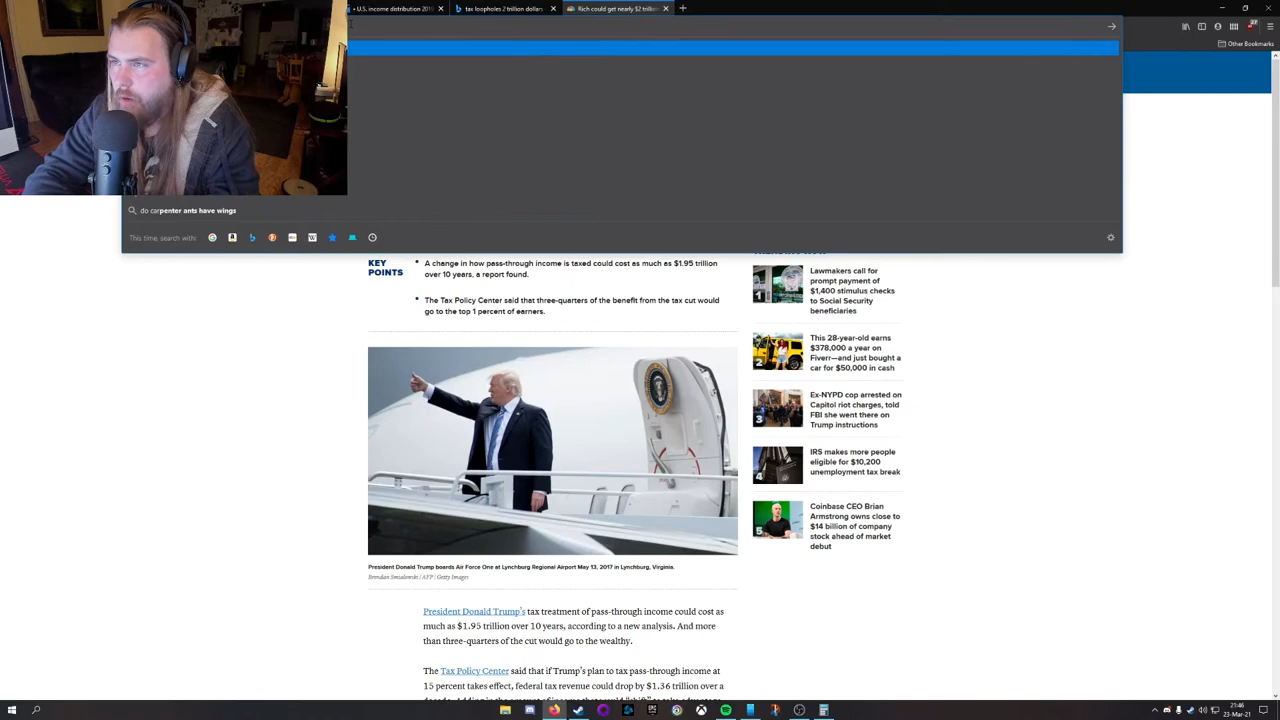 U.S. income distribution 2019
tax loopholes 2 trillion dollars
Rich could get nearly $2 trillion
Other Bookmarks
do carpenter ants have wings
This time, search with:
KEY
POINTS
A change in how pass-through income is taxed could cost as much as $1.95 trillion
over 10 years, a report found.
The Tax Policy Center said that three-quarters of the benefit from the tax cut would
go to the top 1 percent of earners.
President Donald Trump boards Air Force One at Lynchburg Regional Airport May 13, 2017 in Lynchburg, Virginia.
Brendan Smialowski | AFP | Getty Images
President Donald Trump's tax treatment of pass-through income could cost as
much as $1.95 trillion over 10 years, according to a new analysis. And more
than three-quarters of the cut would go to the wealthy.
The Tax Policy Center said that if Trump's plan to tax pass-through income at
15 percent takes effect, federal tax revenue could drop by $1.36 trillion over a
1
Lawmakers call for
prompt payment of
$1,400 stimulus checks
to Social Security
beneficiaries
2
This 28-year-old earns
$378,000 a year on
Fiverr—and just bought a
car for $50,000 in cash
3
Ex-NYPD cop arrested on
Capitol riot charges, told
FBI she went there on
Trump instructions
4
IRS makes more people
eligible for $10,200
unemployment tax break
5
Coinbase CEO Brian
Armstrong owns close to
$14 billion of company
stock ahead of market
debut
21:46
23-Mar-21